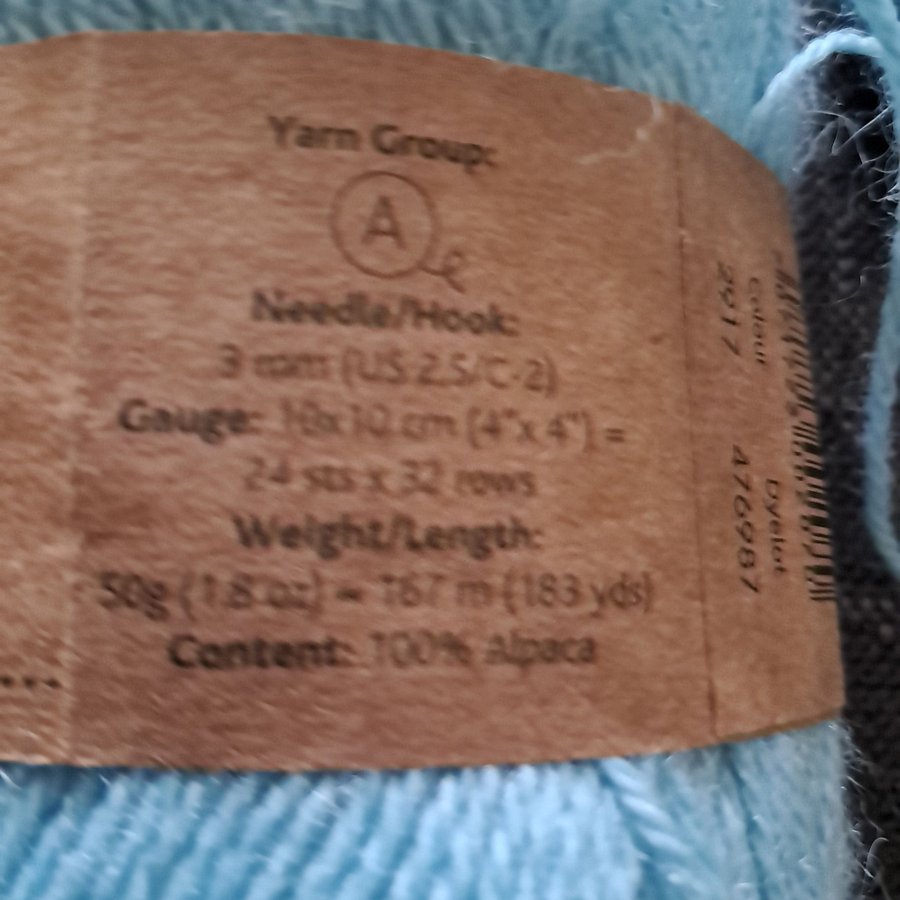 Yarn Group:
A
Needle/Hook:
3 mm (US 2.5/C-2)
Gauge: 10x10 cm (4"x 4") =
24 sts x 32 rows
Weight/Length:
50g (1.8 oz) = 167 m (183 yds)
Content: 100% Alpaca
Colour Dyelot
2917 476987